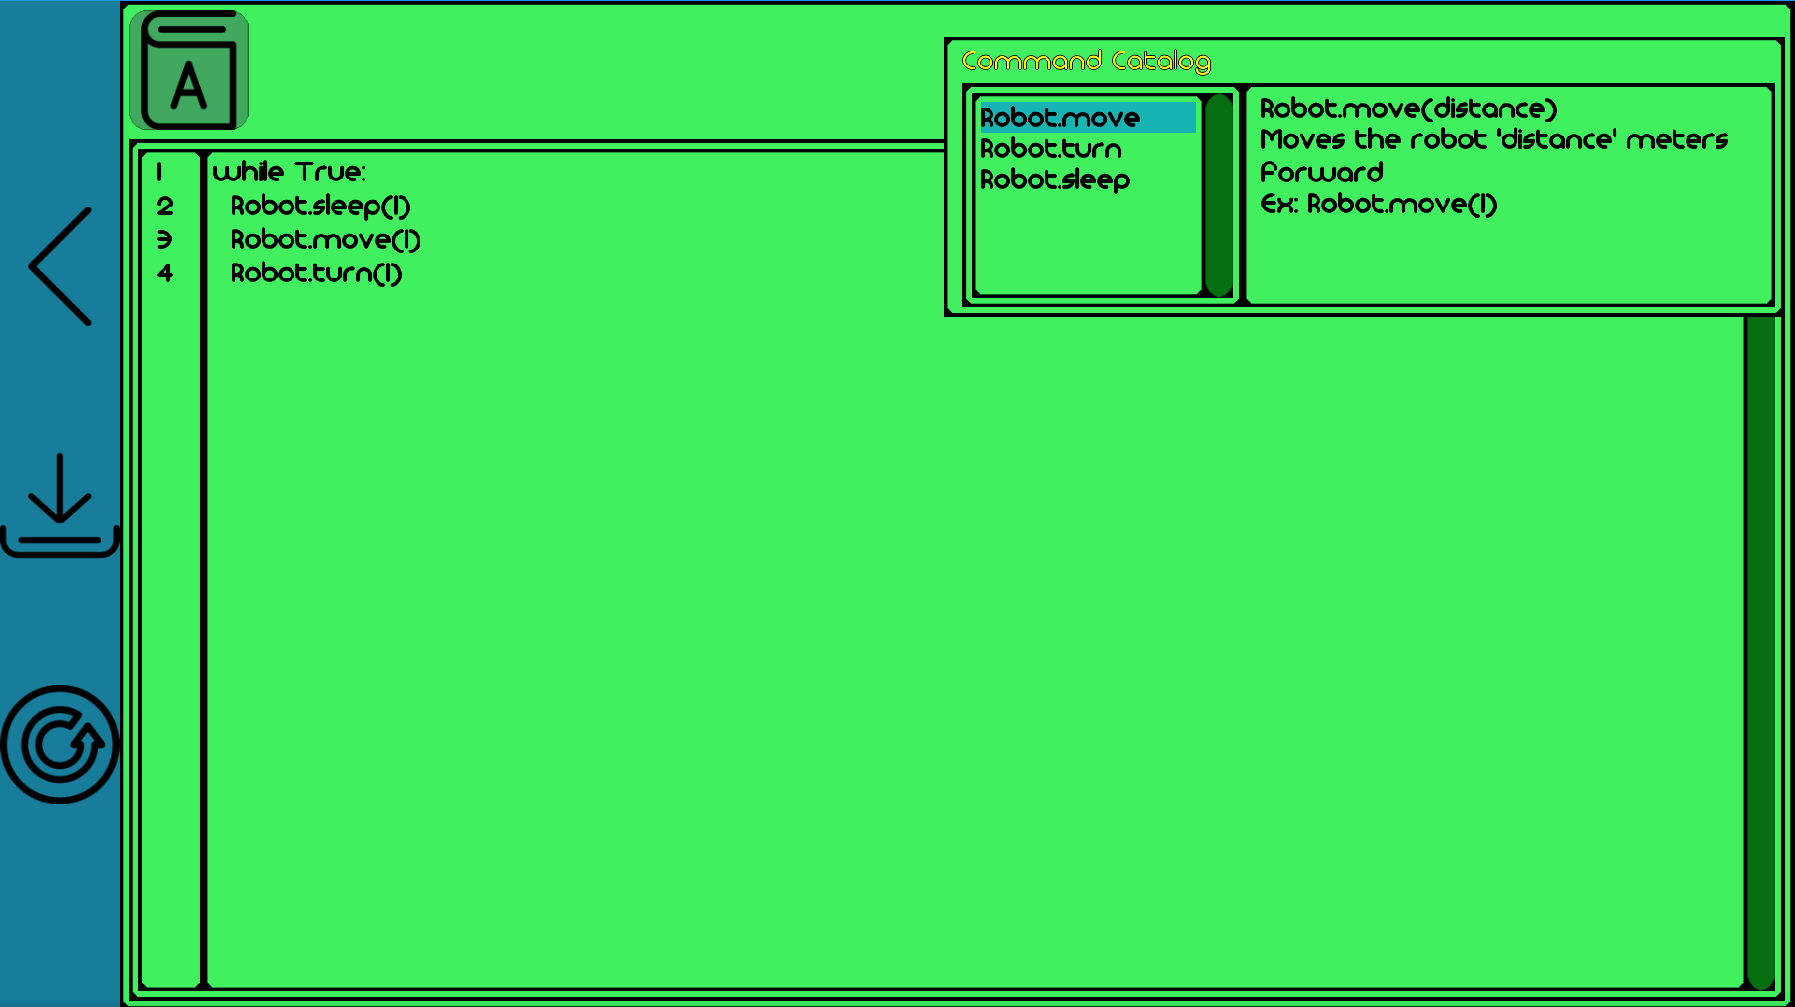 A
Command Catalog
Robot.move
Robot.turn
Robot.sleep
Robot.move(distance)
Moves the robot 'distance' meters
Forward
Ex: Robot.move(1)
1 while True:
2 Robot.sleep(1)
3 Robot.move(1)
4 Robot.turn(1)